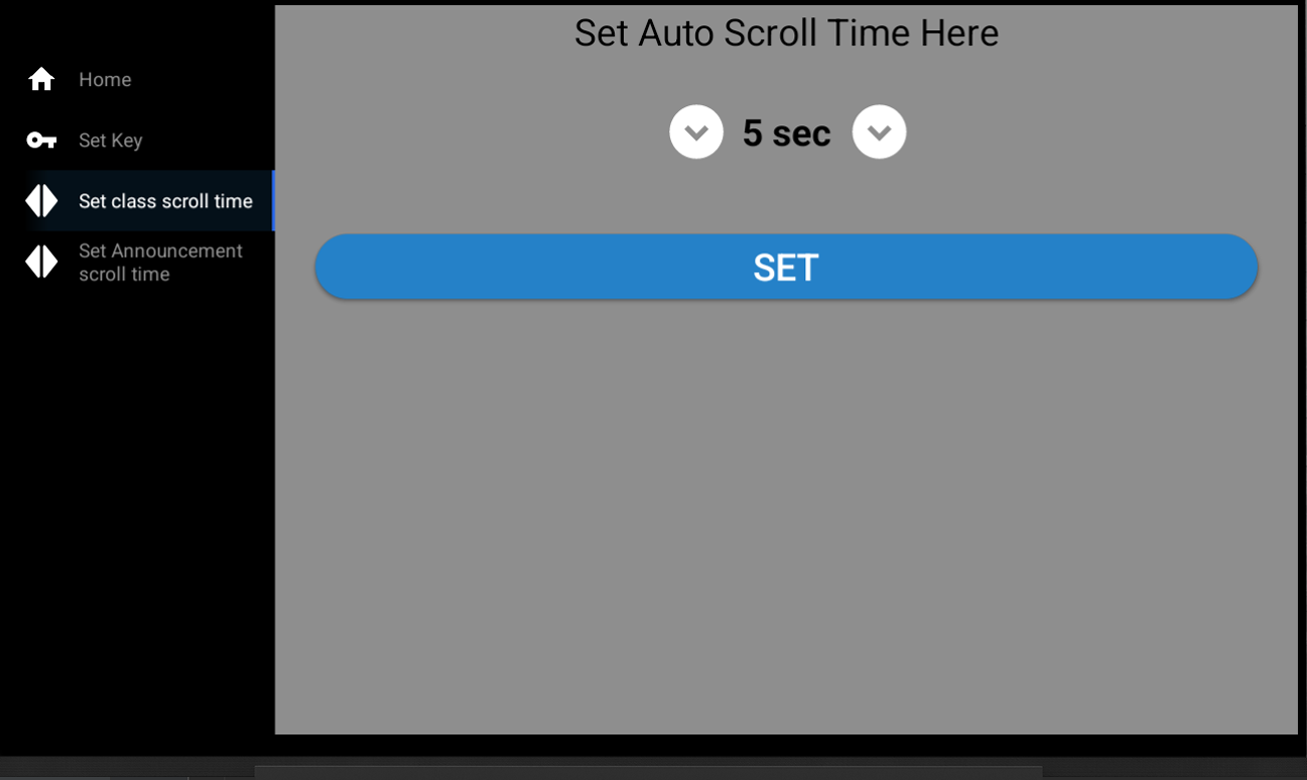 Set Auto Scroll Time Here
Home
5 sec
Set Key
Set class scroll time
Set Announcement
scroll time
SET